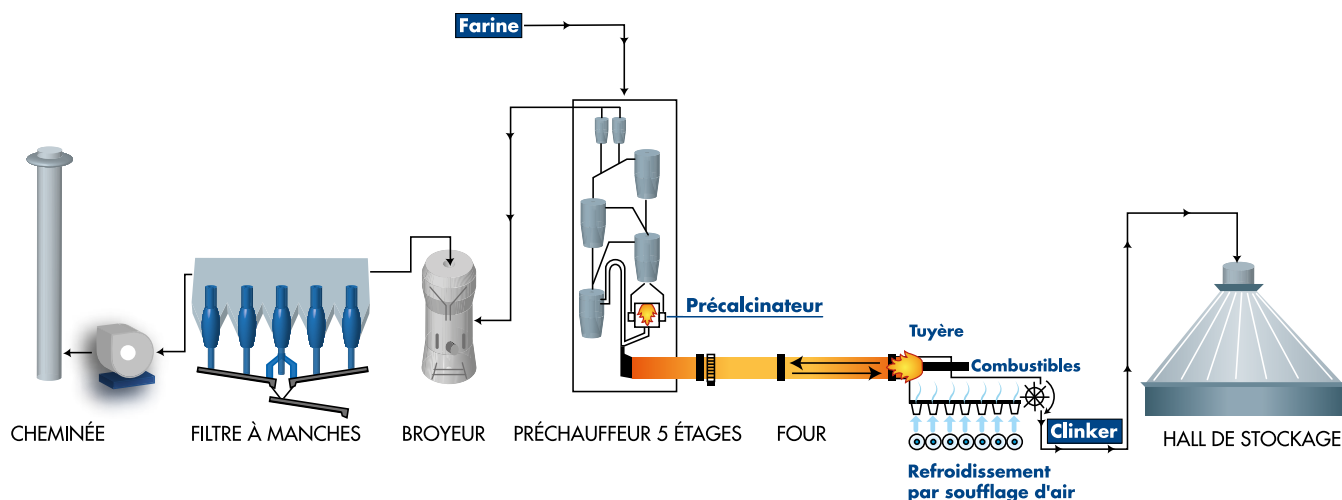 Farine
Précalcinateur
Tuyère
Combustibles
CHEMINÉE
FILTRE À MANCHES
BROYEUR
PRÉCHAUFFEUR 5 ÉTAGES
FOUR
Clinker
HALL DE STOCKAGE
Refroidissement
par soufflage d'air